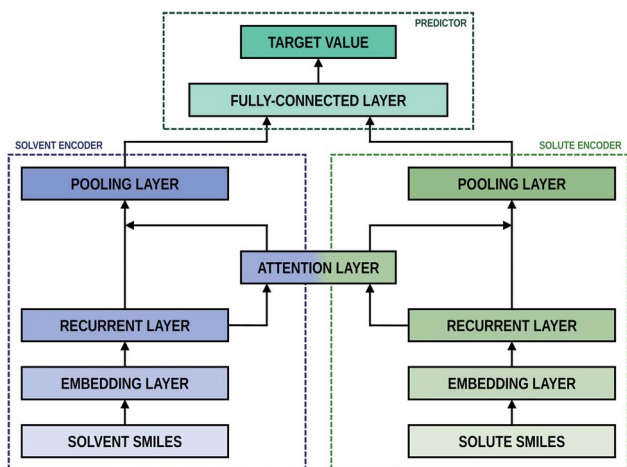 PREDICTOR
TARGET VALUE
FULLY-CONNECTED LAYER
SOLVENT ENCODER
SOLUTE ENCODER
POOLING LAYER
POOLING LAYER
ATTENTION LAYER
RECURRENT LAYER
RECURRENT LAYER
EMBEDDING LAYER
EMBEDDING LAYER
SOLVENT SMILES
SOLUTE SMILES